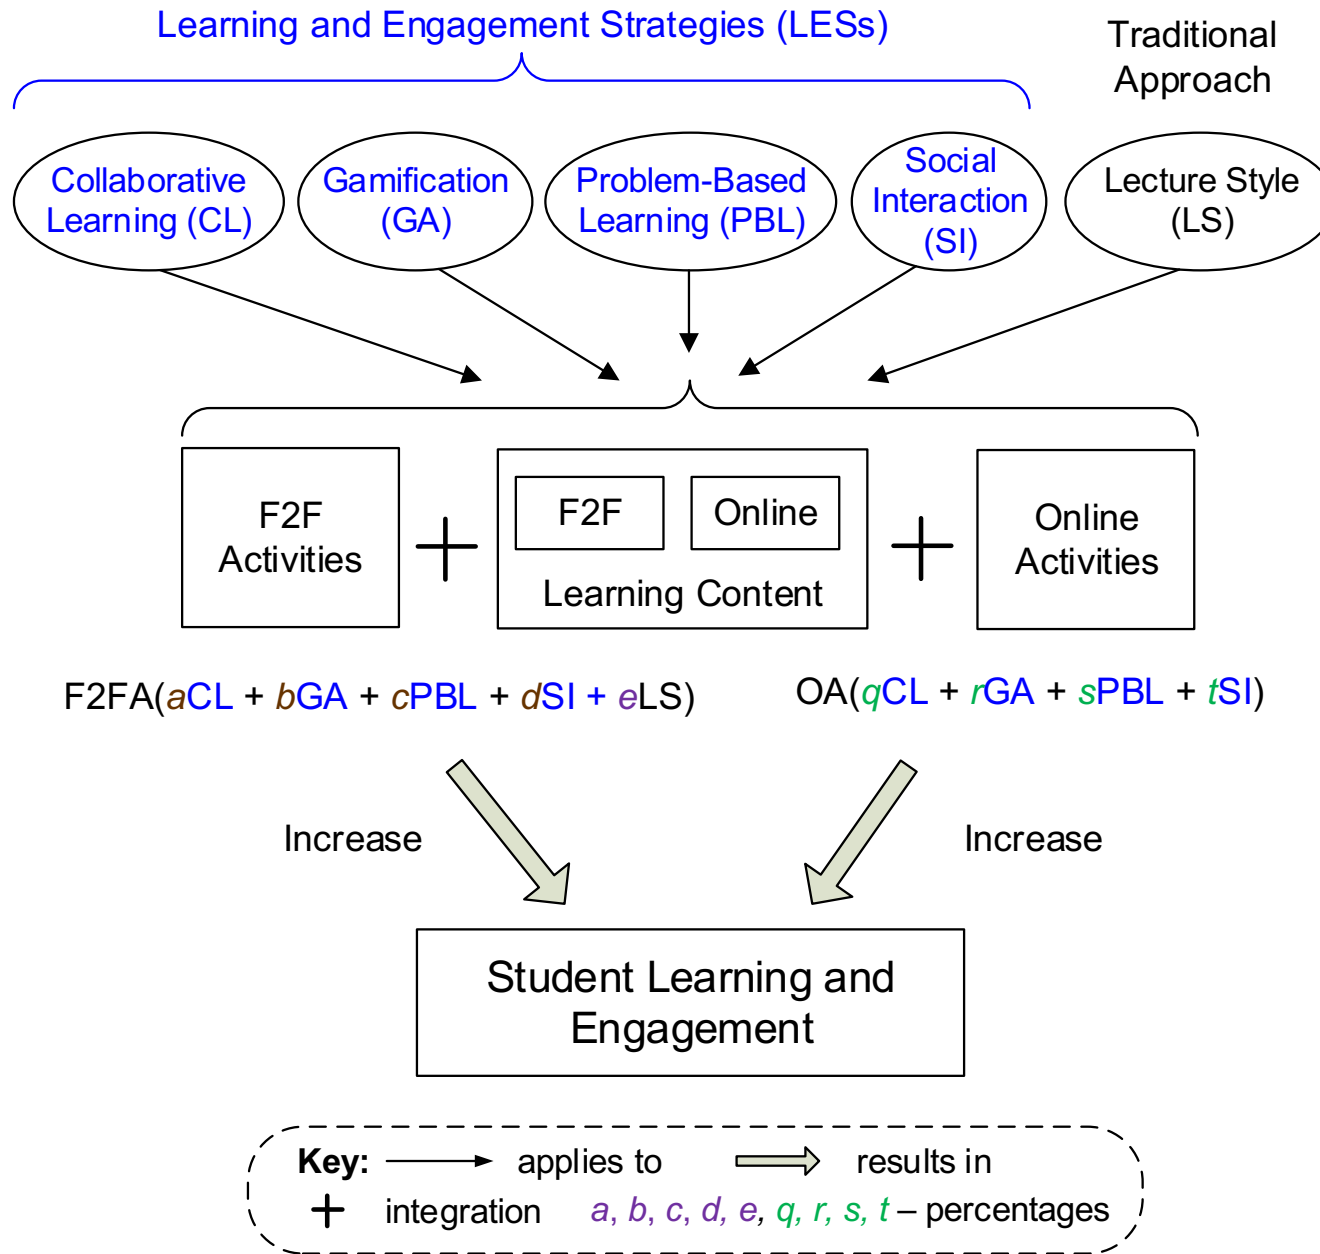 Learning and Engagement Strategies (LESs)
Traditional
Approach
Collaborative
Learning (CL)
Gamification
(GA)
Problem-Based
Learning (PBL)
Social
Interaction
(SI)
Lecture Style
(LS)
F2F
Activities
F2F
Online
Learning Content
Online
Activities
F2FA(aCL + bGA + cPBL + dSI + eLS)
OA(qCL + rGA + sPBL + tSI)
Increase
Increase
Student Learning and
Engagement
Key: applies to results in
+ integration a, b, c, d, e, q, r, s, t – percentages